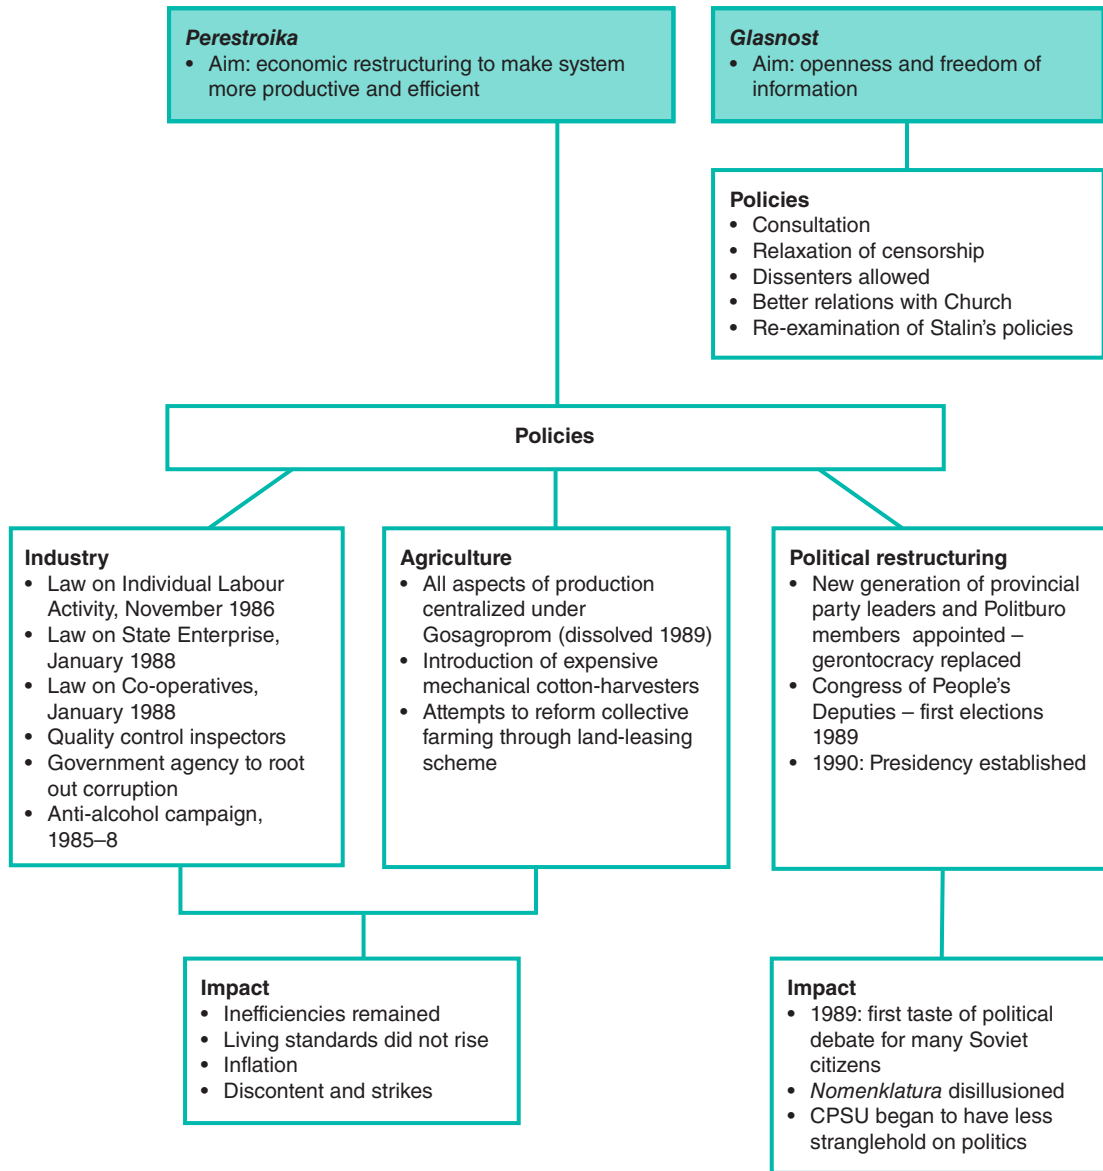 Perestroika
• Aim: economic restructuring to make system
more productive and efficient
Glasnost
• Aim: openness and freedom of
information
Policies
• Consultation
• Relaxation of censorship
• Dissenters allowed
• Better relations with Church
• Re-examination of Stalin’s policies
Policies
Industry
• Law on Individual Labour
Activity, November 1986
• Law on State Enterprise,
January 1988
• Law on Co-operatives,
January 1988
• Quality control inspectors
• Government agency to root
out corruption
• Anti-alcohol campaign,
1985–8
Agriculture
• All aspects of production
centralized under
Gosagroprom (dissolved 1989)
• Introduction of expensive
mechanical cotton-harvesters
• Attempts to reform collective
farming through land-leasing
scheme
Political restructuring
• New generation of provincial
party leaders and Politburo
members appointed –
gerontocracy replaced
• Congress of People’s
Deputies – first elections
1989
• 1990: Presidency established
Impact
• Inefficiencies remained
• Living standards did not rise
• Inflation
• Discontent and strikes
Impact
• 1989: first taste of political
debate for many Soviet
citizens
• Nomenklatura disillusioned
• CPSU began to have less
stranglehold on politics